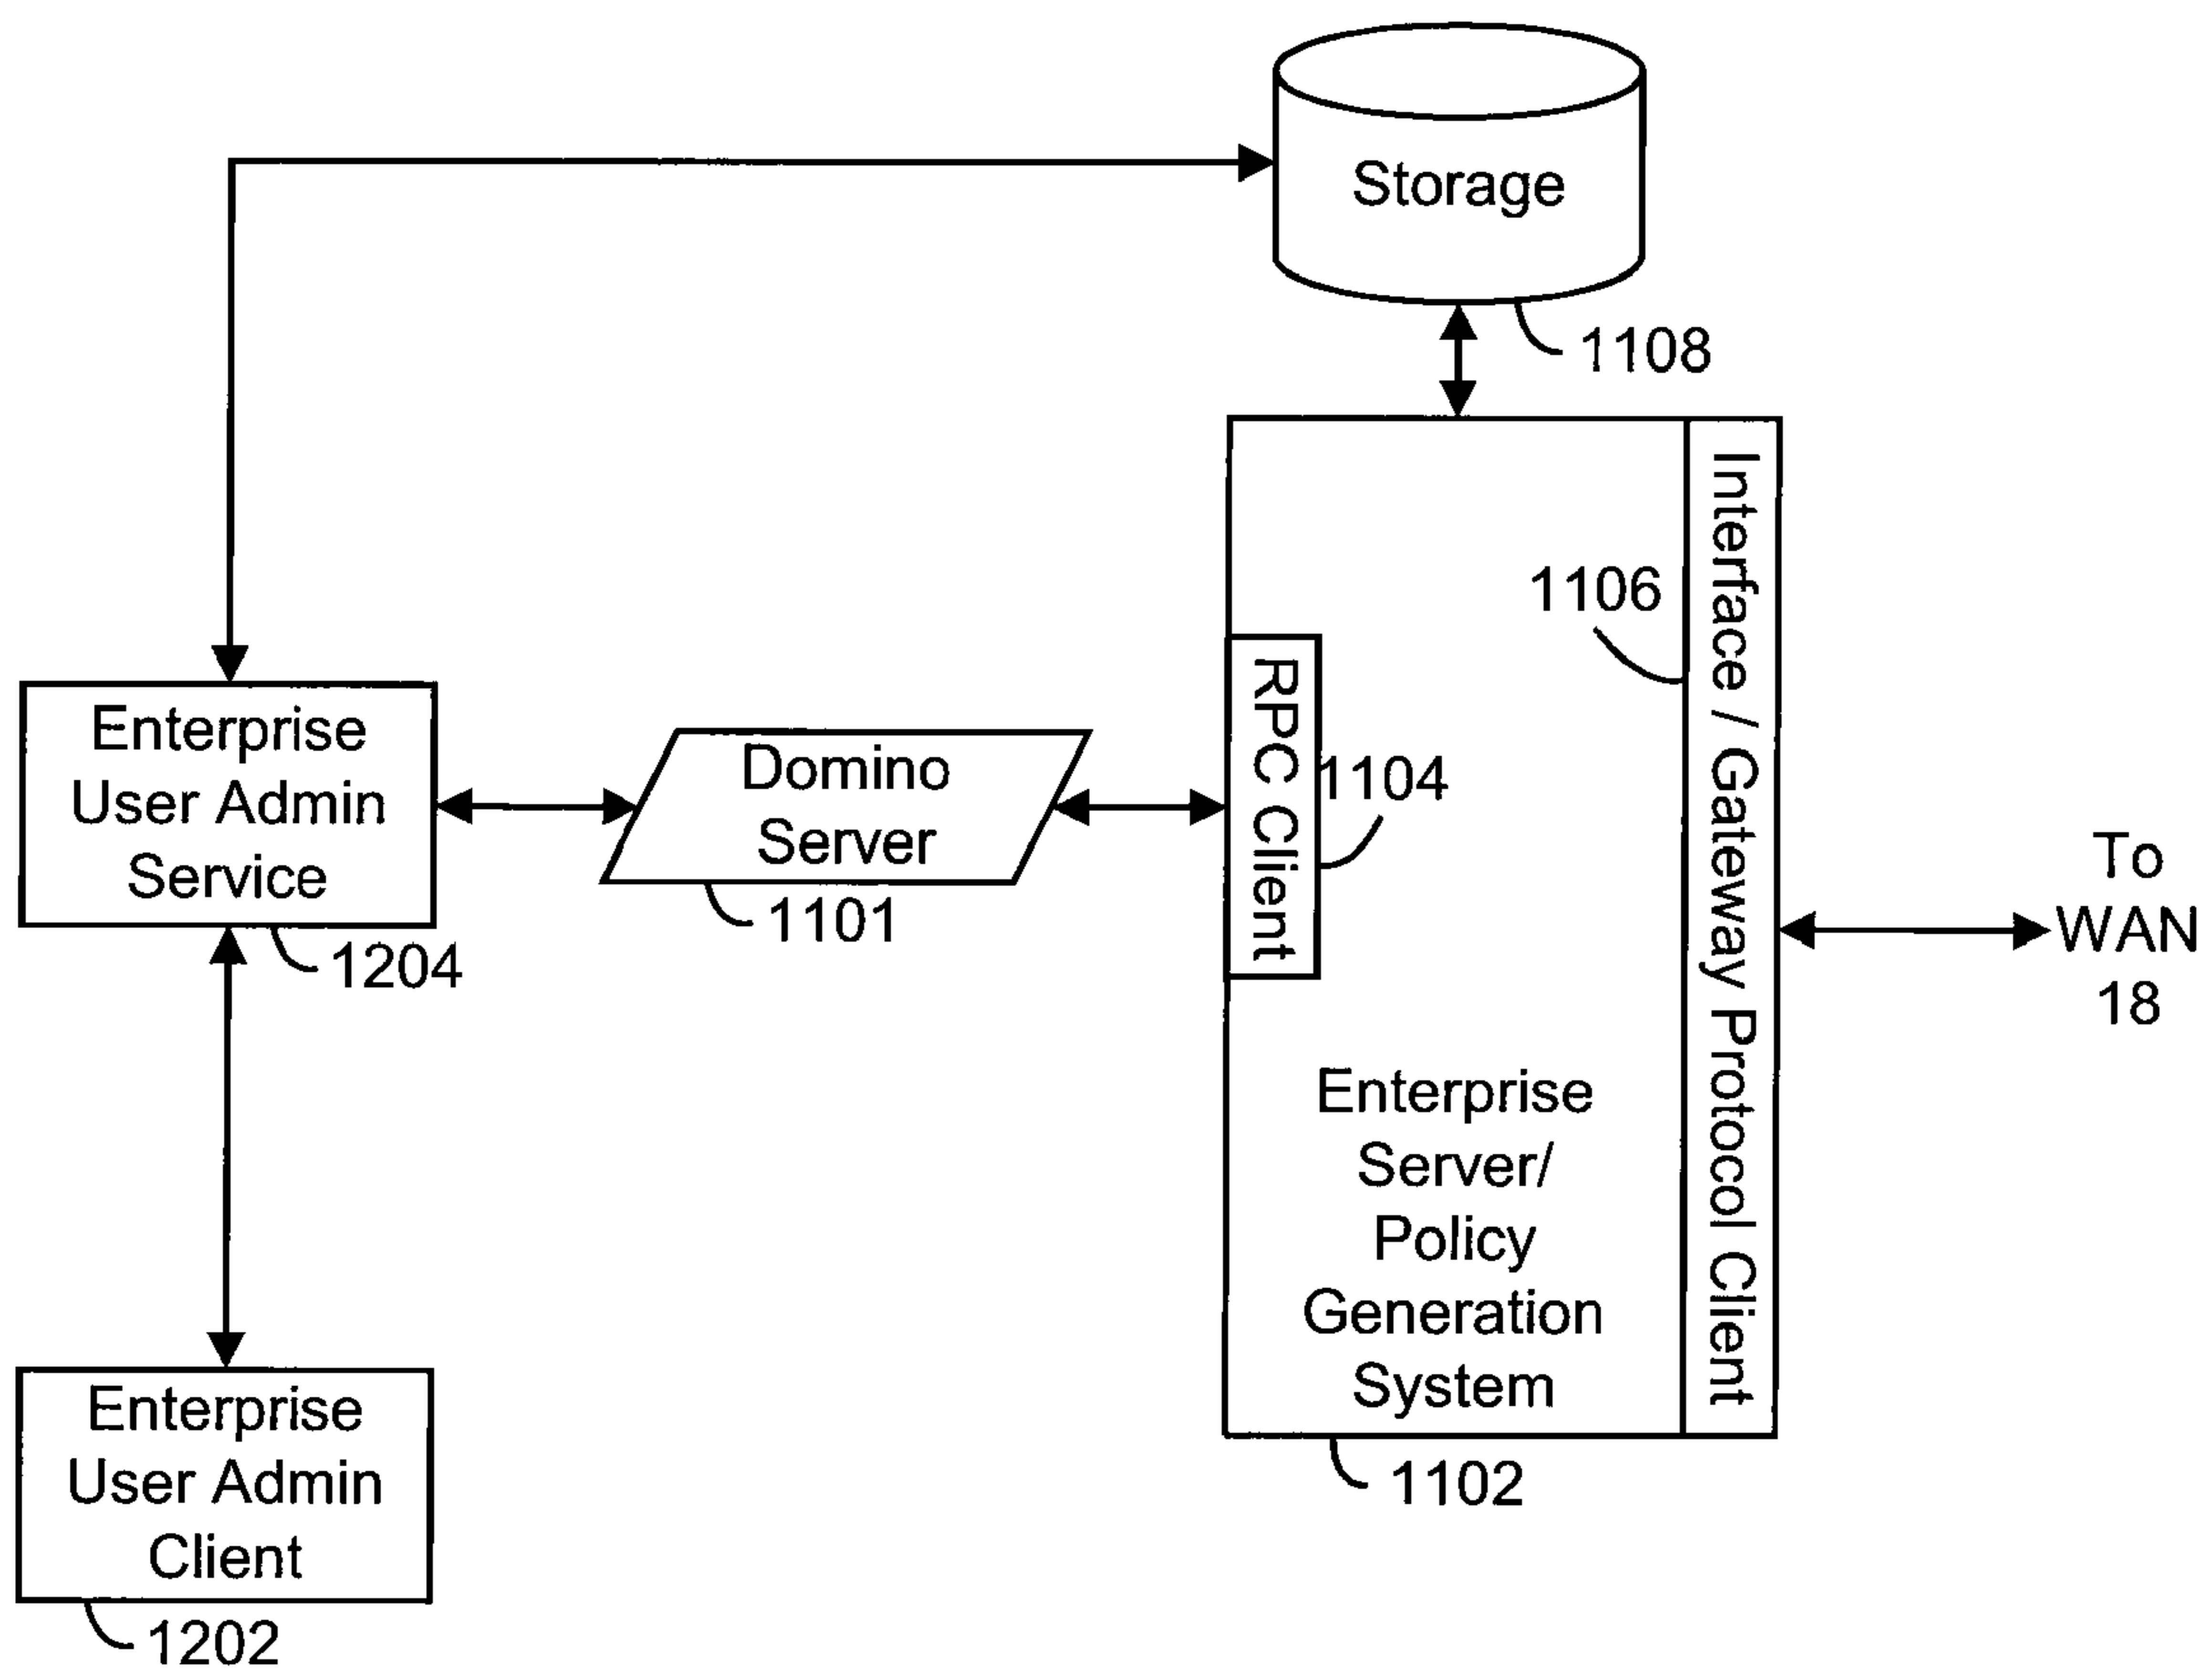 Storage
1108
Interface / Gateway Protocol Client
1106
RPC Client
1104
Enterprise
User Admin
Service
1204
Domino
Server
1101
To
WAN
18
Enterprise
Server/
Policy
Generation
System
1102
Enterprise
User Admin
Client
1202